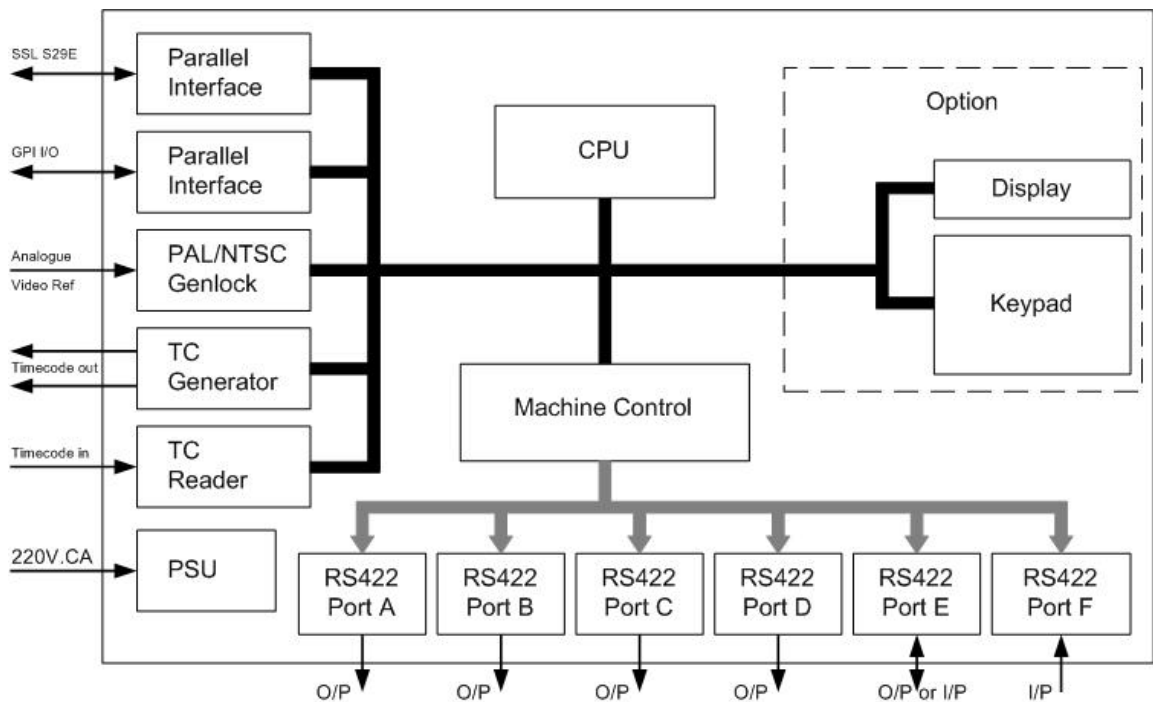 SSL S29E
Parallel
Interface
GPI I/O
Parallel
Interface
Analogue
Video Ref
PAL/NTSC
Genlock
Timecode out
TC
Generator
Timecode in
TC
Reader
220V.CA
PSU
CPU
Option
Display
Keypad
Machine Control
RS422
Port A
RS422
Port B
RS422
Port C
RS422
Port D
RS422
Port E
RS422
Port F
O/P
O/P
O/P
O/P
O/P or I/P
I/P